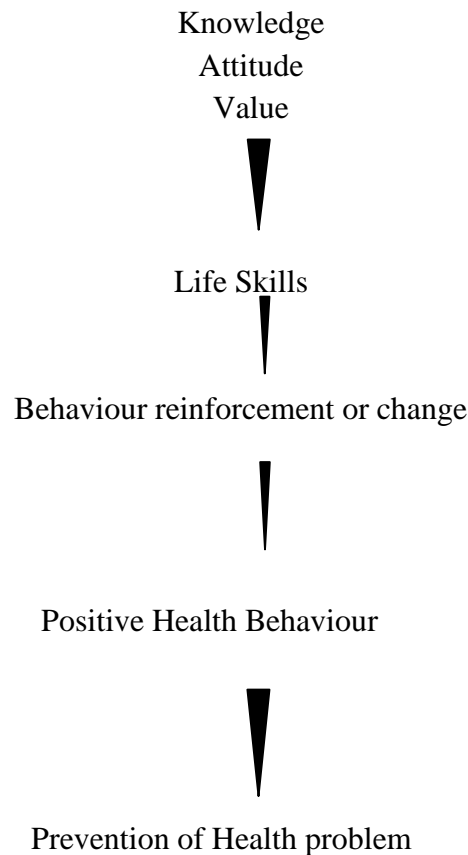 Knowledge
Attitude
Value
Life Skills
Behaviour reinforcement or change
Positive Health Behaviour
Prevention of Health problem